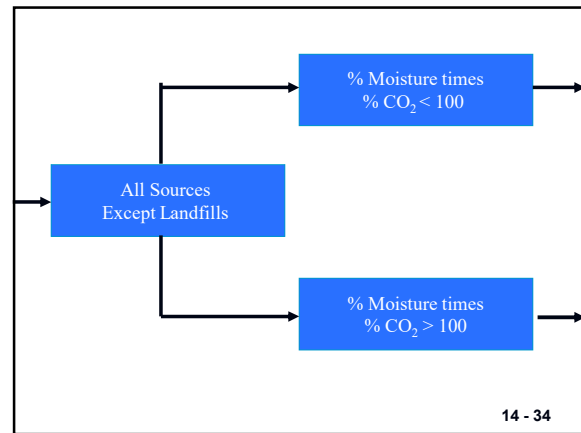 % Moisture times
% CO₂ < 100
All Sources
Except Landfills
% Moisture times
% CO₂ > 100
14 - 34